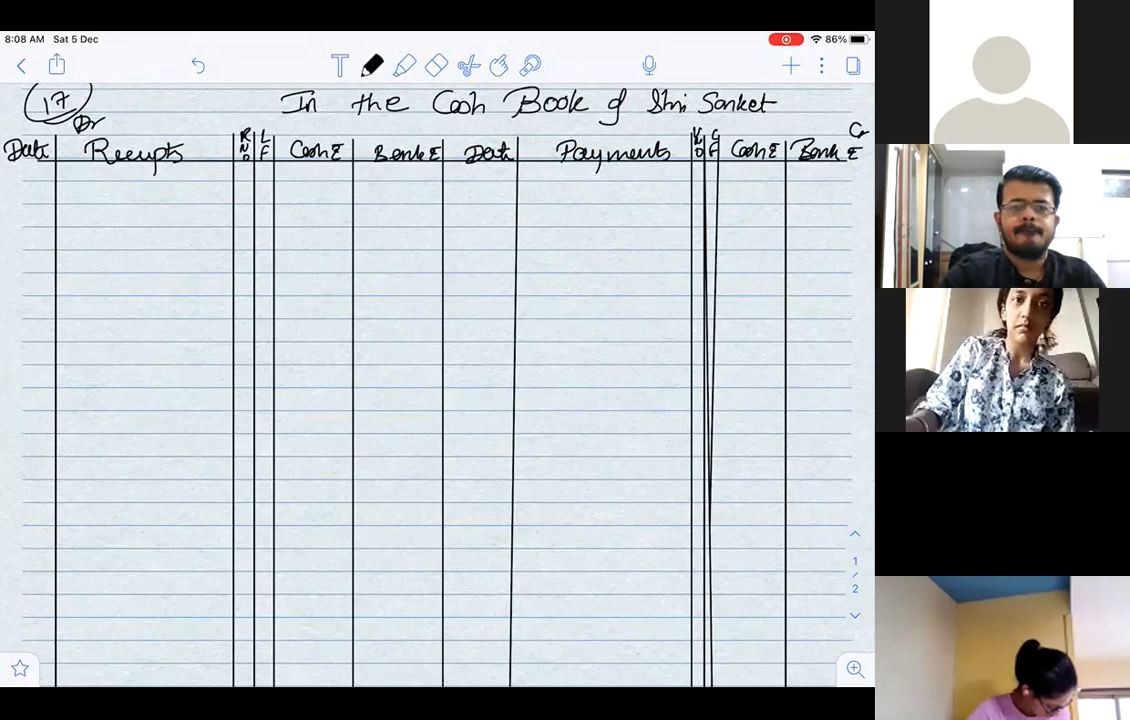 8:08 AM Sat 5 Dec 86%
17 In the Cash Book of Shri Sanket
Dr Cr
Date Receipts R No L F Cash ₹ Bank ₹ Date Payments V No L F Cash ₹ Bank ₹
1
/
2